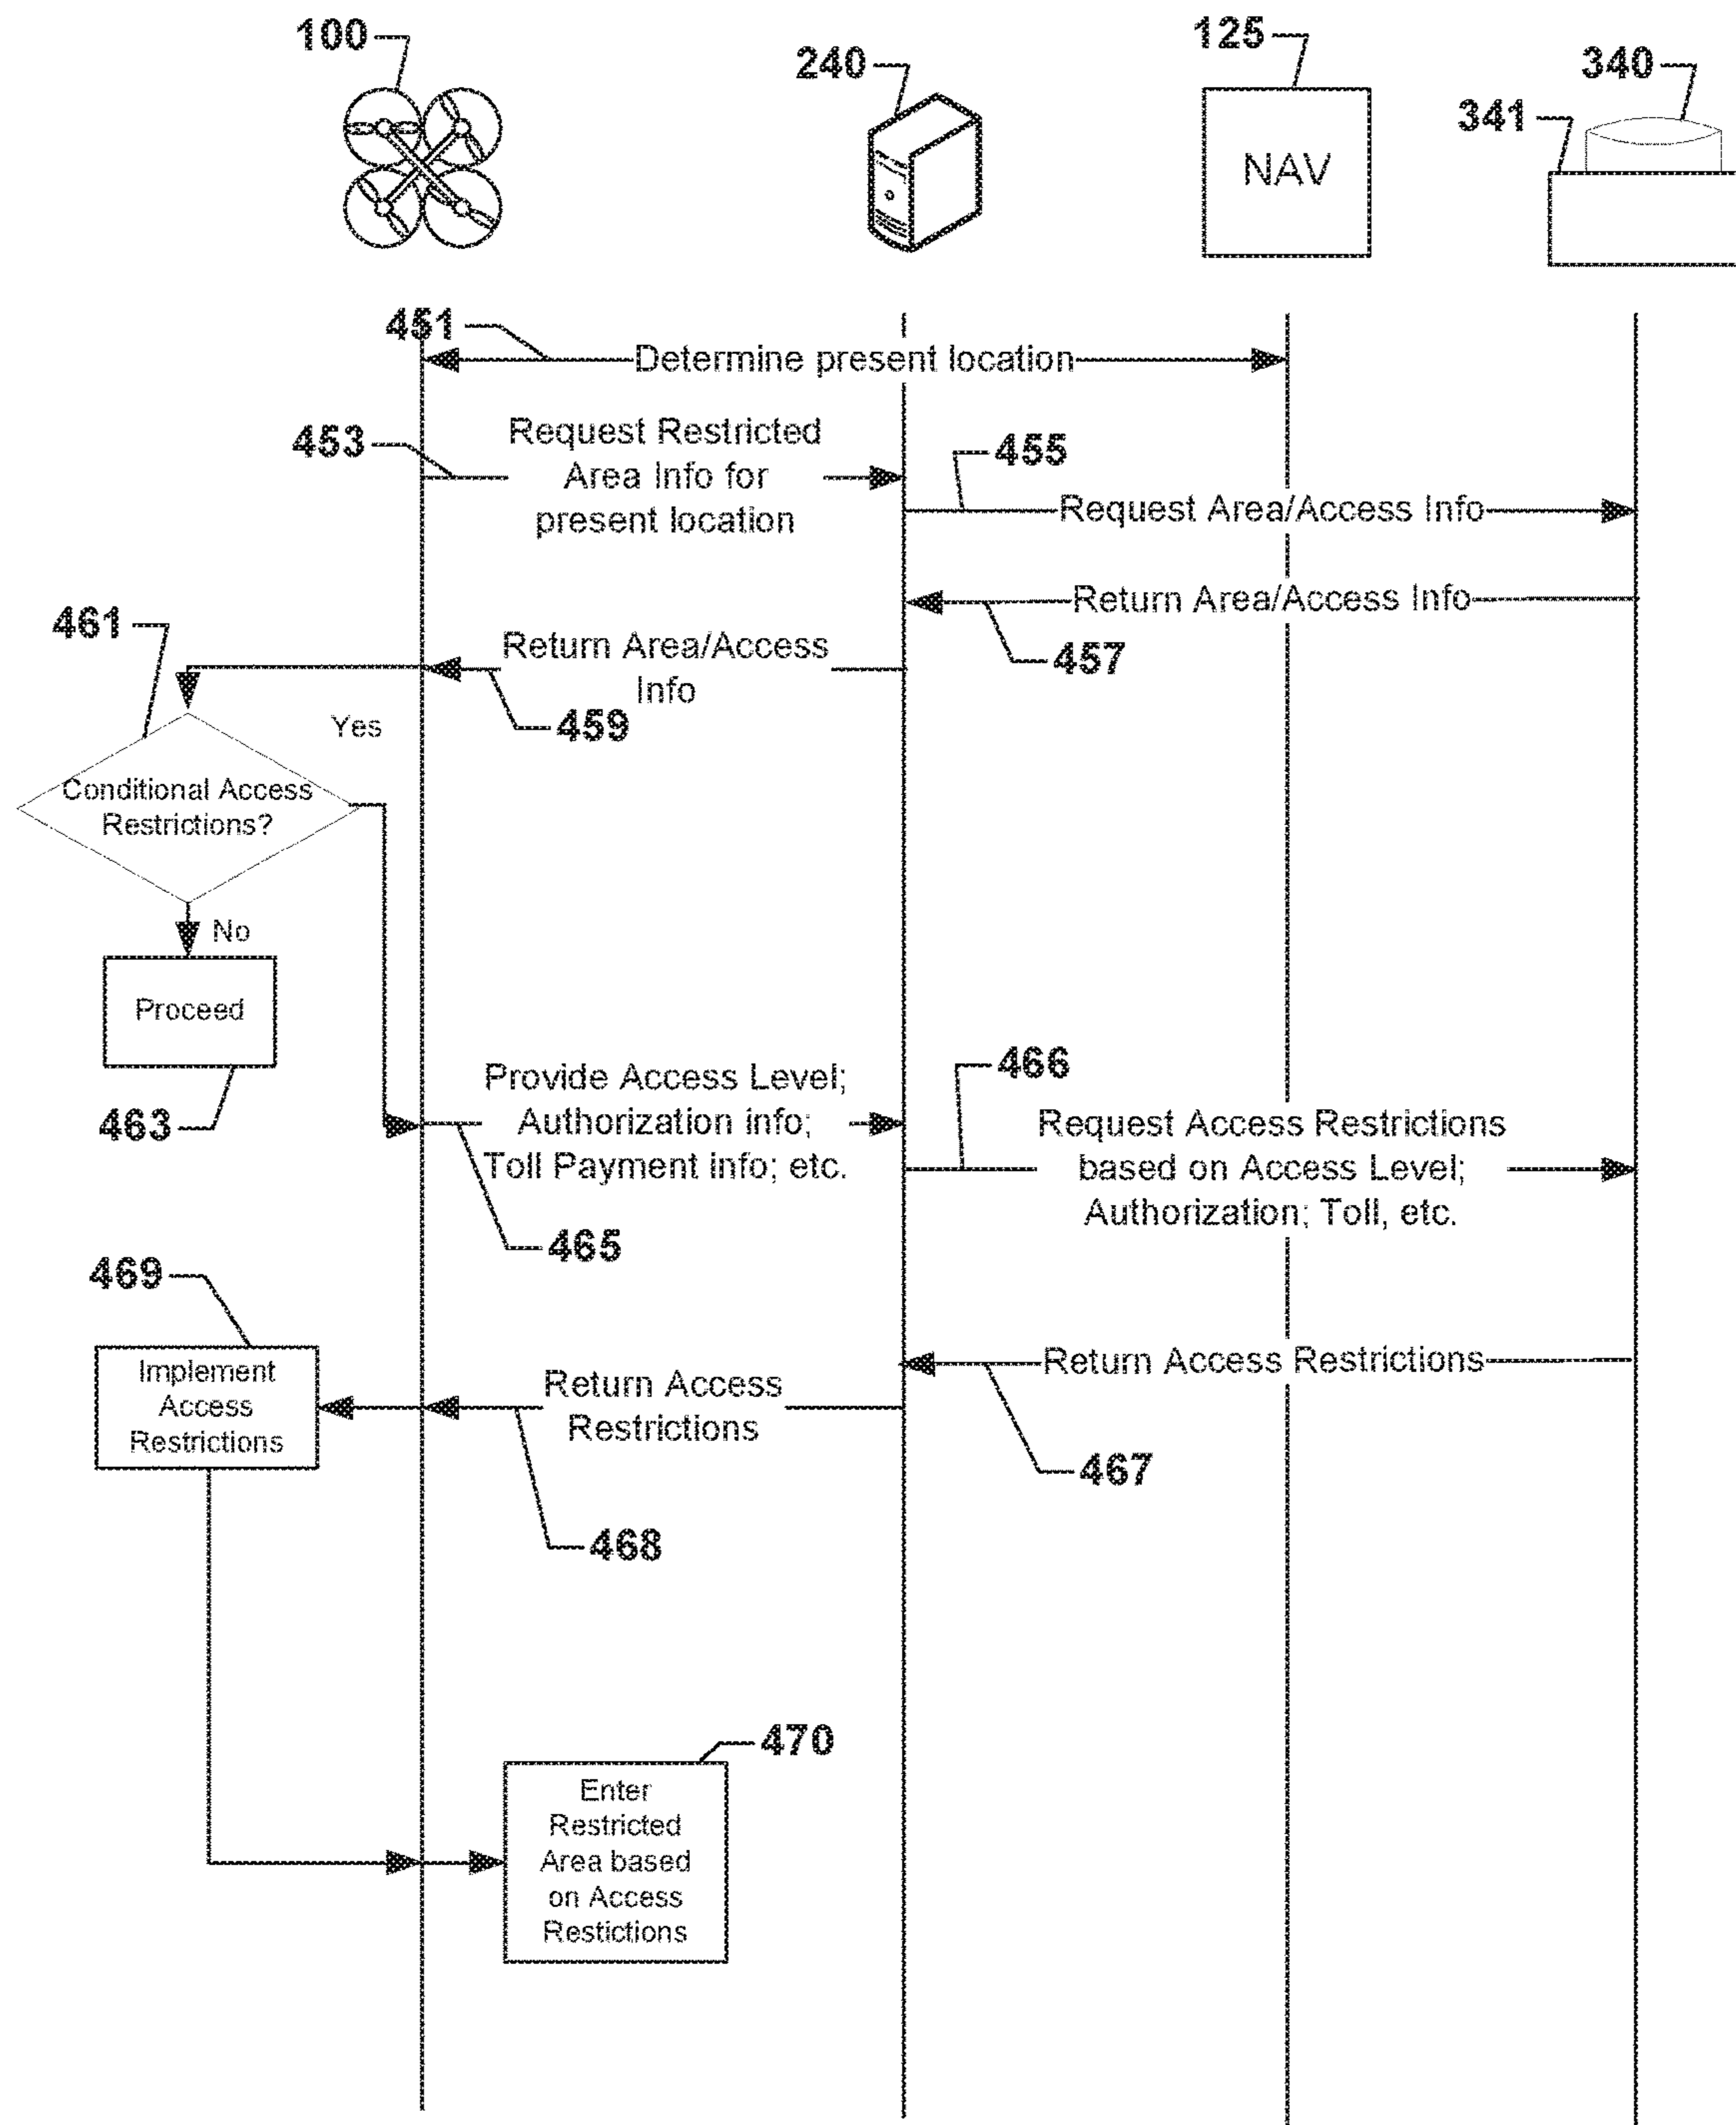 100
240
125
340
341
NAV
451
Determine present location
453
Request Restricted
Area Info for
present location
455
Request Area/Access Info
Return Area/Access Info
457
461
Return Area/Access
Info
459
Yes
Conditional Access
Restrictions?
No
Proceed
463
Provide Access Level;
Authorization info;
Toll Payment info; etc.
465
466
Request Access Restrictions
based on Access Level;
Authorization; Toll, etc.
469
Implement
Access
Restrictions
Return Access Restrictions
467
Return Access
Restrictions
468
470
Enter
Restricted
Area based
on Access
Restictions